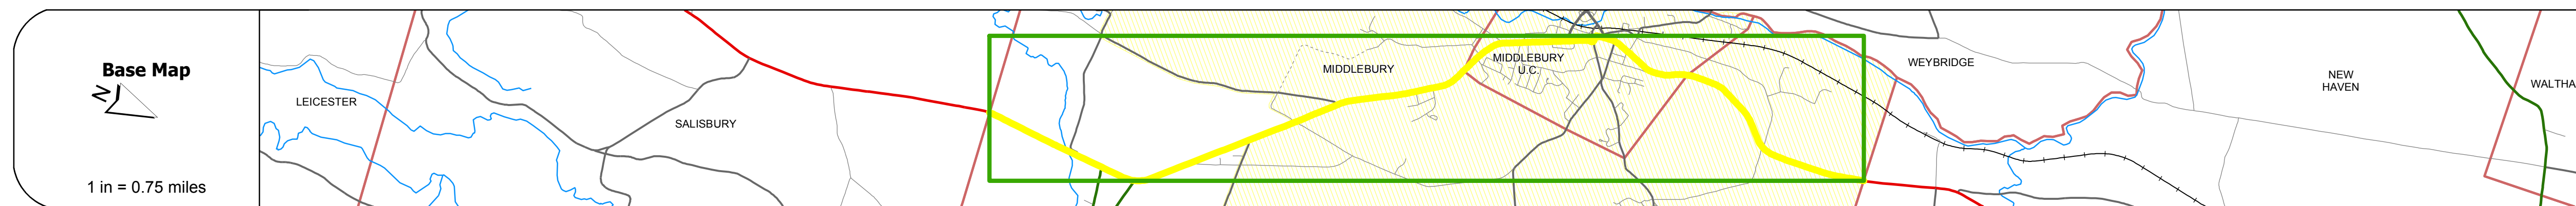 Base Map
N
1 in = 0.75 miles
LEICESTER
SALISBURY
MIDDLEBURY
MIDDLEBURY
U.C.
WEYBRIDGE
NEW
HAVEN
WALTHA